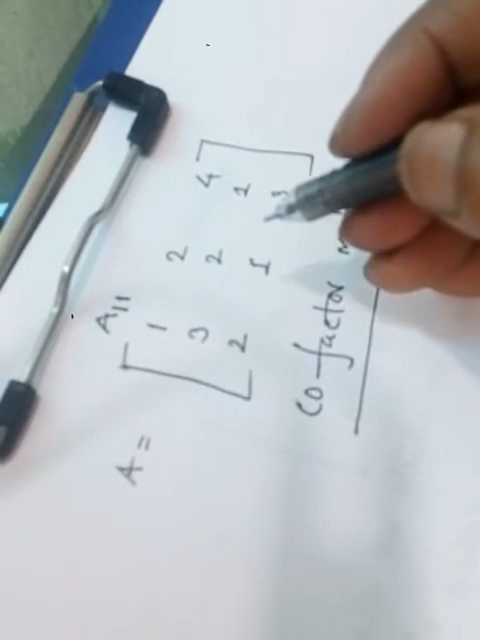 A11
A = [ 1 2 4
3 2 1
2 1 3 ]
Co-factor